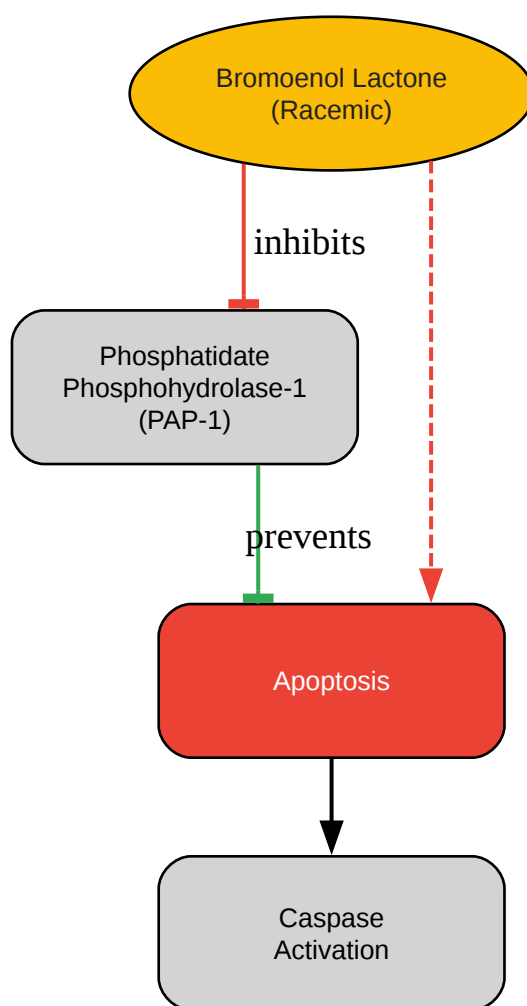 Bromoenol Lactone
(Racemic)
inhibits
Phosphatidate
Phosphohydrolase-1
(PAP-1)
prevents
Apoptosis
Caspase
Activation